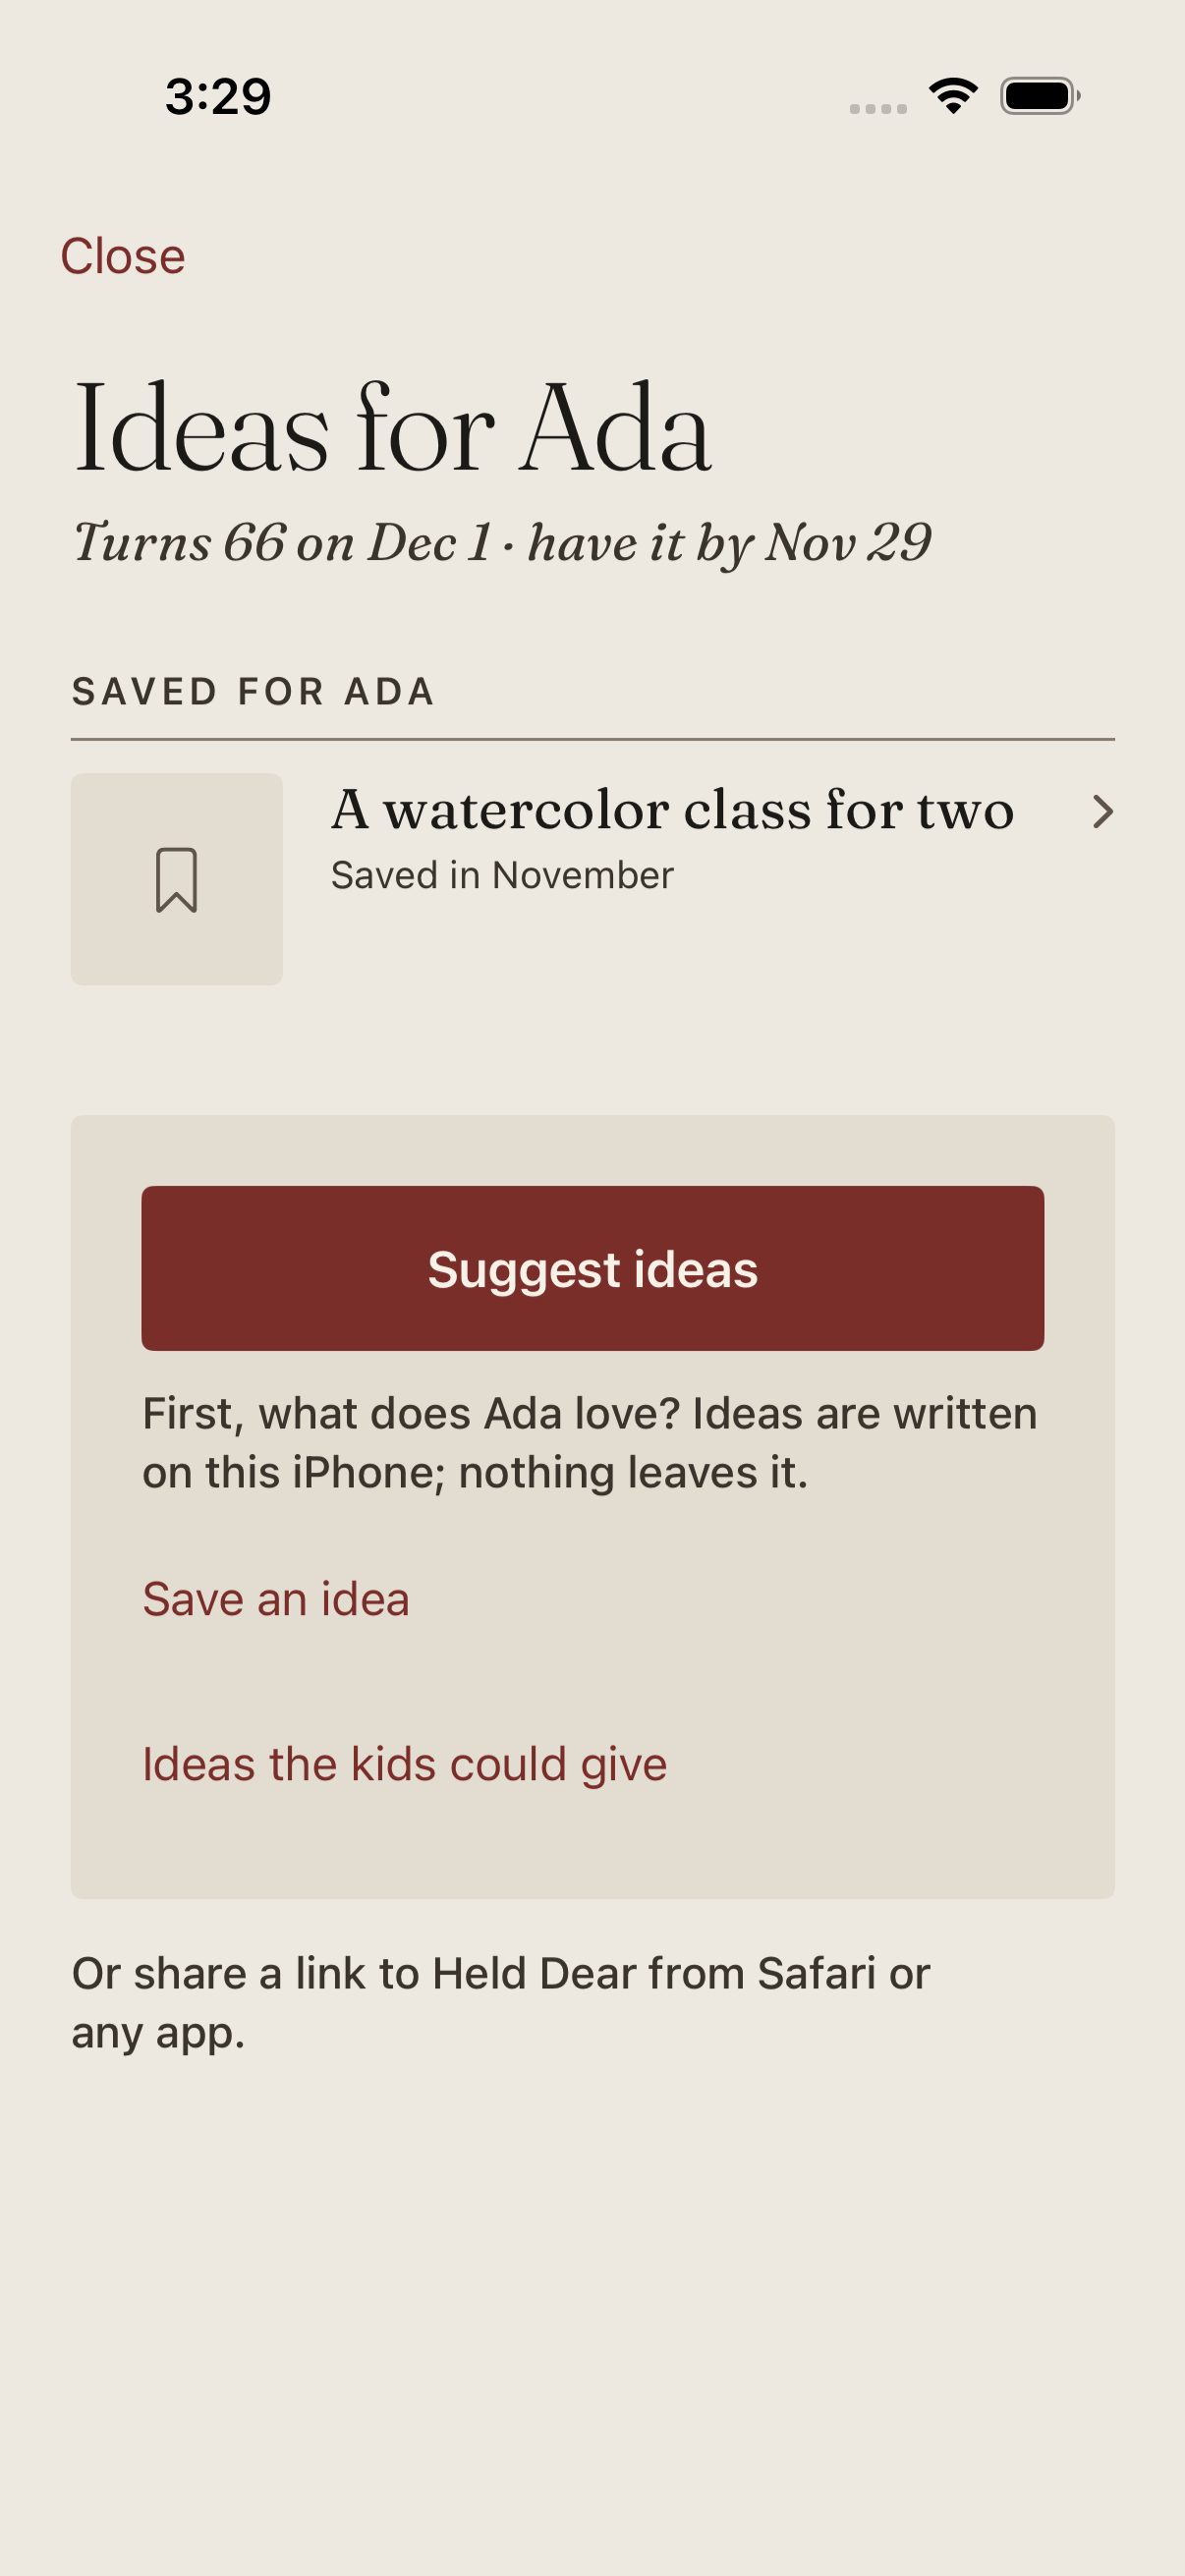 3:29
Close
Ideas for Ada
Turns 66 on Dec 1 · have it by Nov 29
SAVED FOR ADA
A watercolor class for two
Saved in November
Suggest ideas
First, what does Ada love? Ideas are written
on this iPhone; nothing leaves it.
Save an idea
Ideas the kids could give
Or share a link to Held Dear from Safari or
any app.